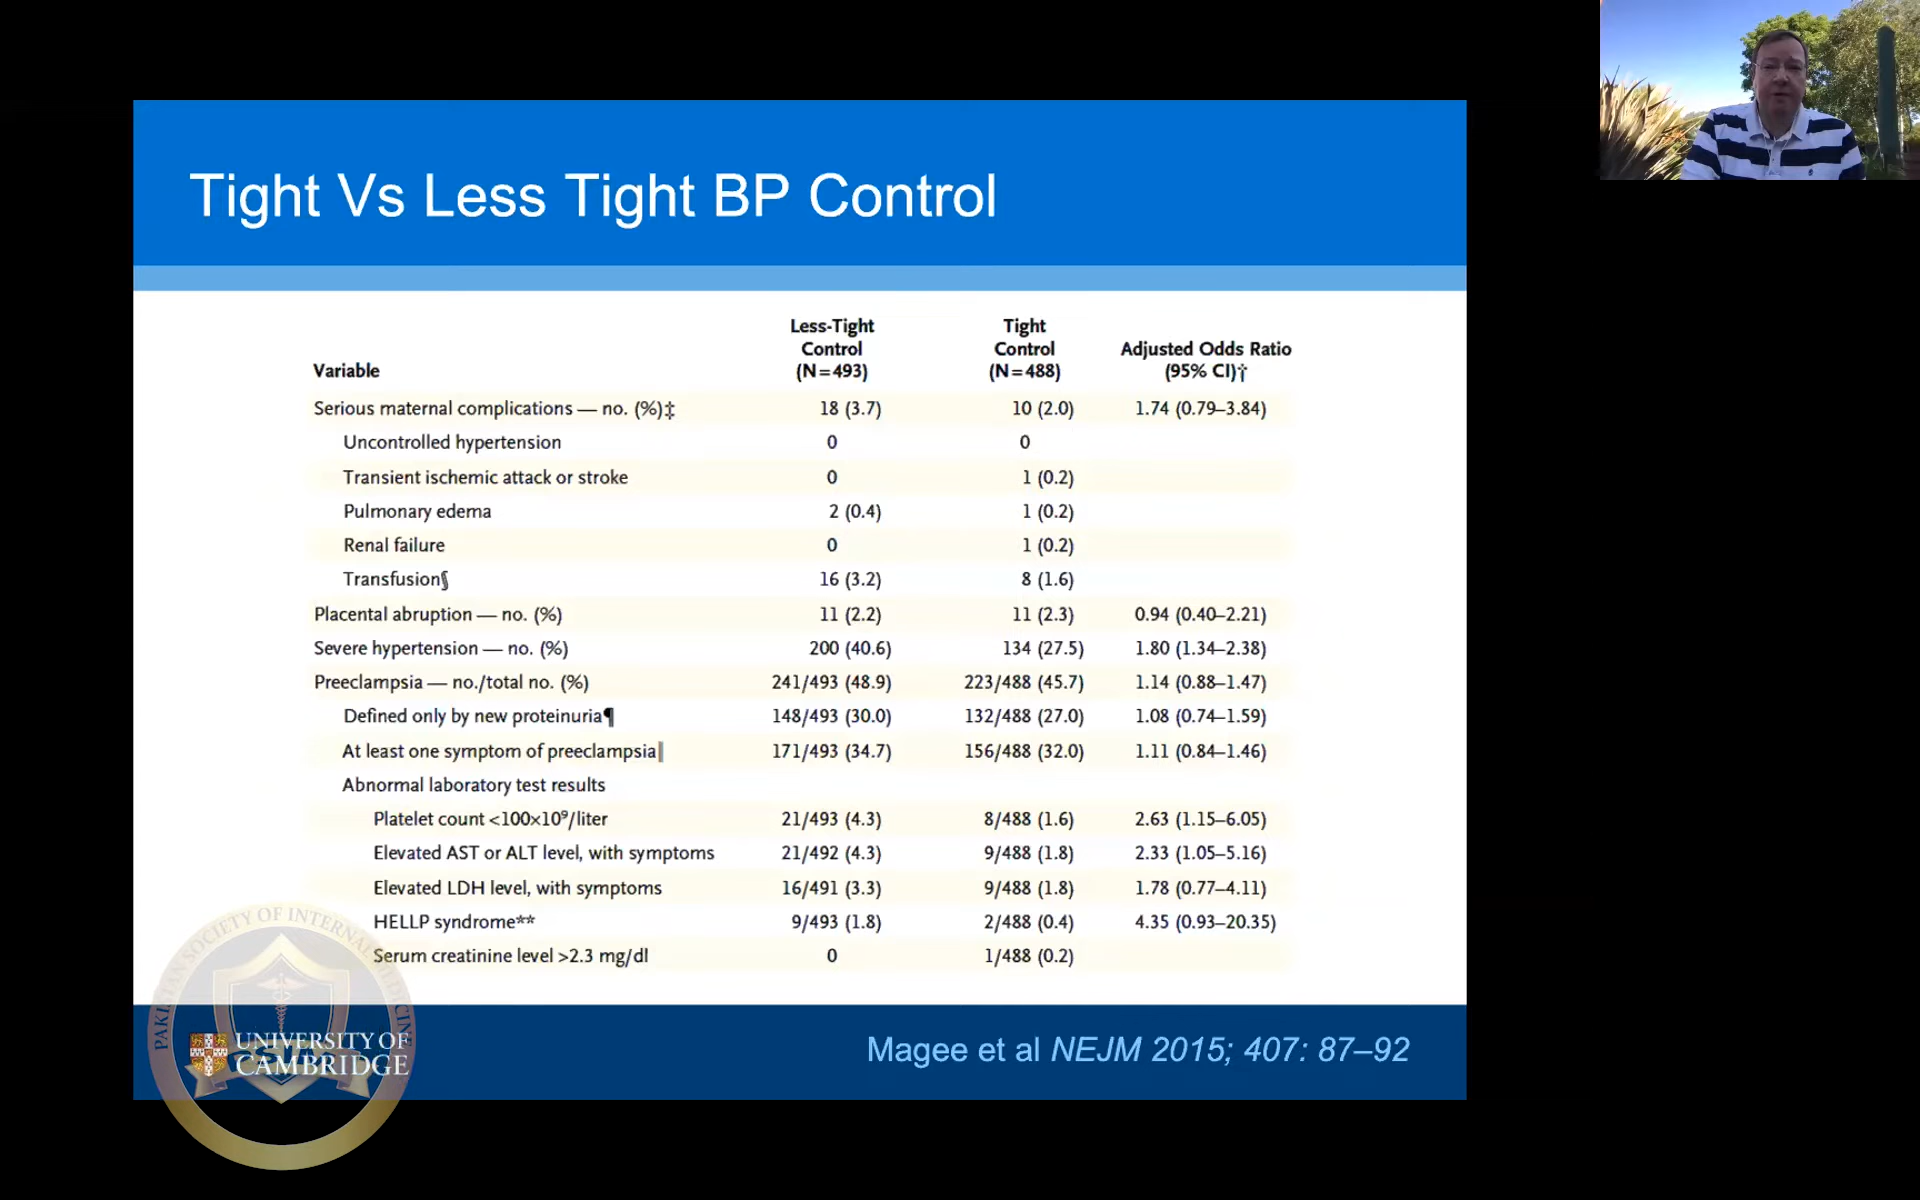 Tight Vs Less Tight BP Control
Variable
Less-Tight
Control
(N=493)
Tight
Control
(N=488)
Adjusted Odds Ratio
(95% CI)†
Serious maternal complications — no. (%)‡ 18 (3.7) 10 (2.0) 1.74 (0.79–3.84)
Uncontrolled hypertension 0 0
Transient ischemic attack or stroke 0 1 (0.2)
Pulmonary edema 2 (0.4) 1 (0.2)
Renal failure 0 1 (0.2)
Transfusion§ 16 (3.2) 8 (1.6)
Placental abruption — no. (%) 11 (2.2) 11 (2.3) 0.94 (0.40–2.21)
Severe hypertension — no. (%) 200 (40.6) 134 (27.5) 1.80 (1.34–2.38)
Preeclampsia — no./total no. (%) 241/493 (48.9) 223/488 (45.7) 1.14 (0.88–1.47)
Defined only by new proteinuria¶ 148/493 (30.0) 132/488 (27.0) 1.08 (0.74–1.59)
At least one symptom of preeclampsia‖ 171/493 (34.7) 156/488 (32.0) 1.11 (0.84–1.46)
Abnormal laboratory test results
Platelet count <100×10⁹/liter 21/493 (4.3) 8/488 (1.6) 2.63 (1.15–6.05)
Elevated AST or ALT level, with symptoms 21/492 (4.3) 9/488 (1.8) 2.33 (1.05–5.16)
Elevated LDH level, with symptoms 16/491 (3.3) 9/488 (1.8) 1.78 (0.77–4.11)
HELLP syndrome** 9/493 (1.8) 2/488 (0.4) 4.35 (0.93–20.35)
Serum creatinine level >2.3 mg/dl 0 1/488 (0.2)
PAKISTAN SOCIETY OF INTERNAL MEDICINE
UNIVERSITY OF
CAMBRIDGE
Magee et al NEJM 2015; 407: 87–92